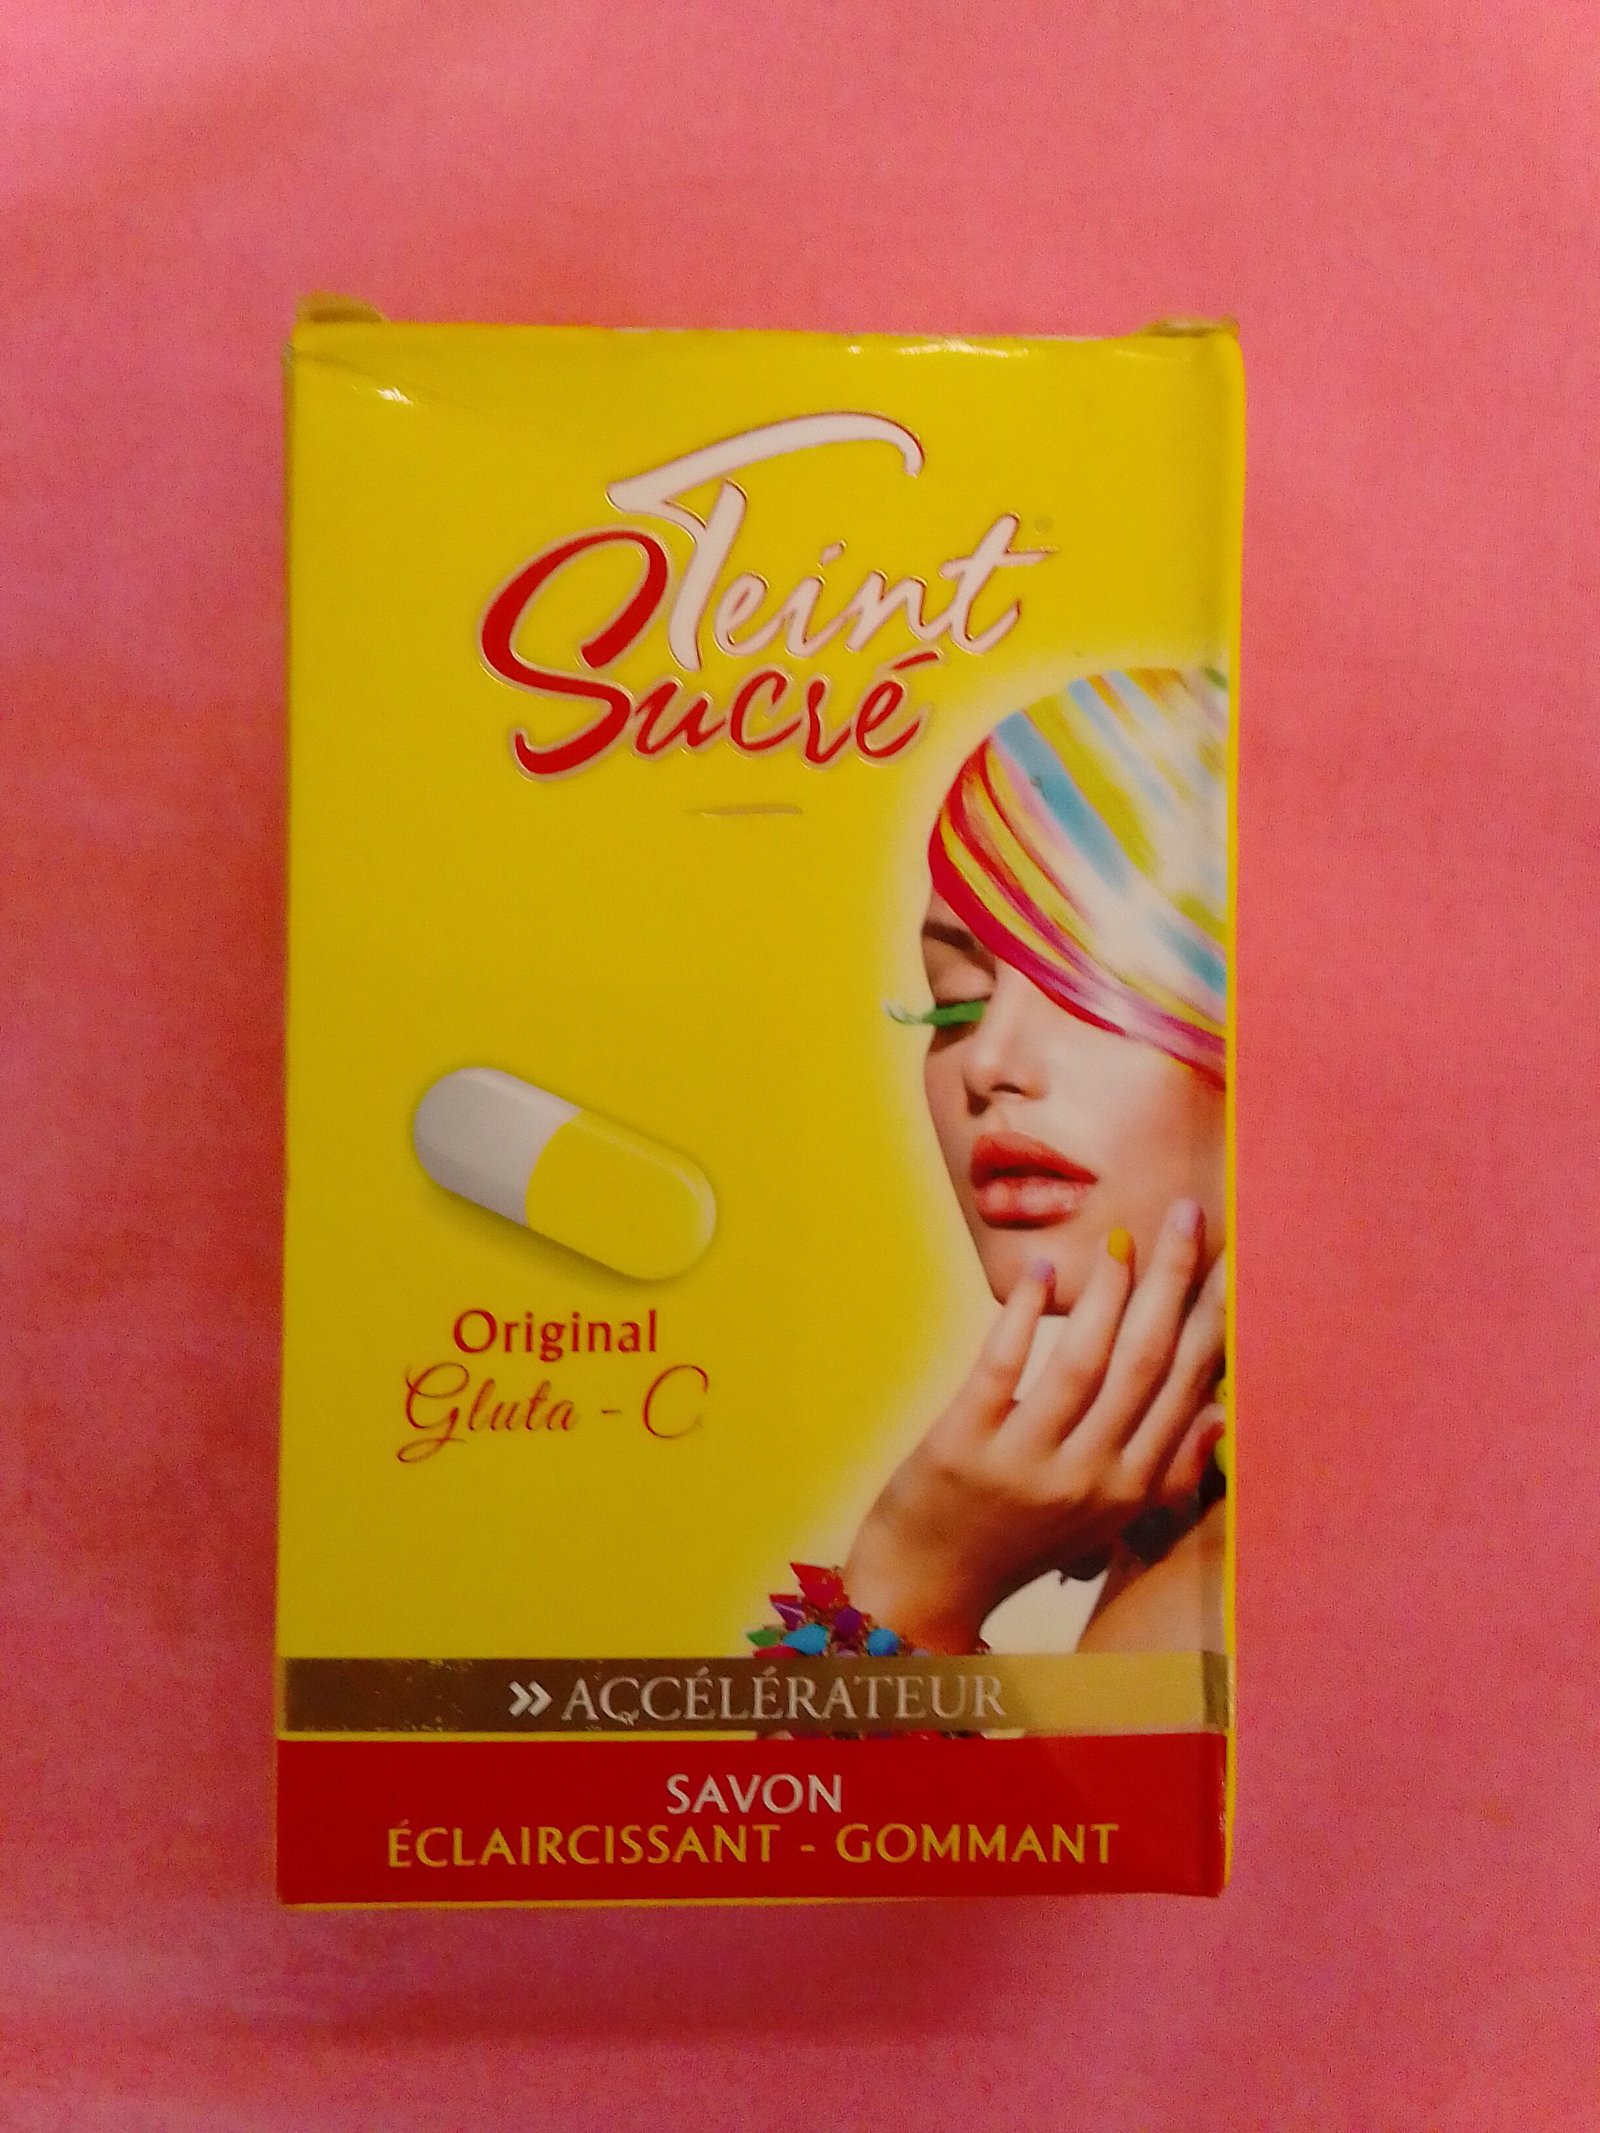 Teint
Sucré
Original
Gluta - C
» ACCÉLÉRATEUR
SAVON
ÉCLAIRCISSANT - GOMMANT